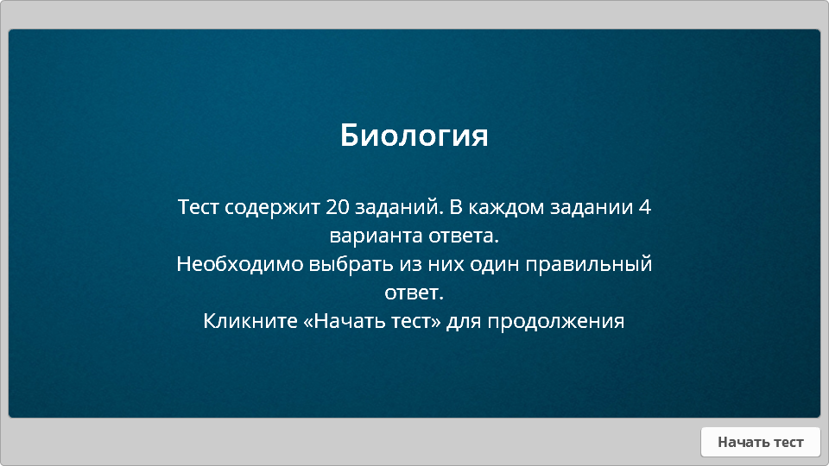 Биология
Тест содержит 20 заданий. В каждом задании 4
варианта ответа.
Необходимо выбрать из них один правильный
ответ.
Кликните «Начать тест» для продолжения
Начать тест